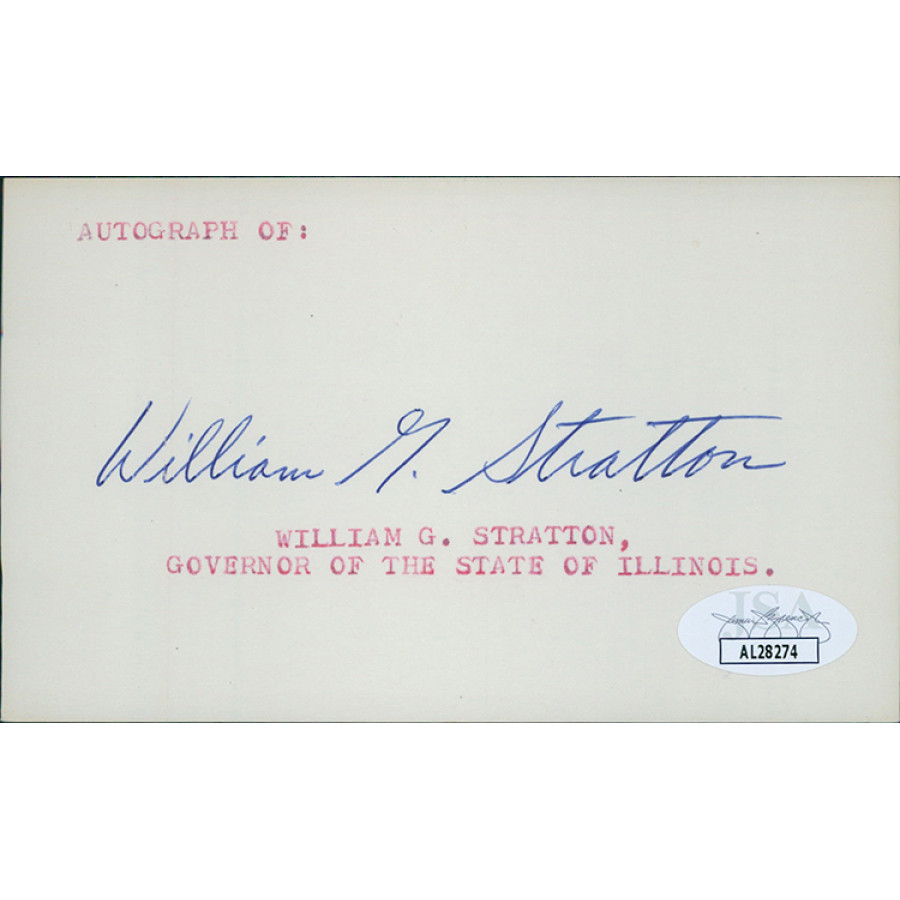 AUTOGRAPH OF:
William G. Stratton
WILLIAM G. STRATTON,
GOVERNOR OF THE STATE OF ILLINOIS.
JSA
AL28274